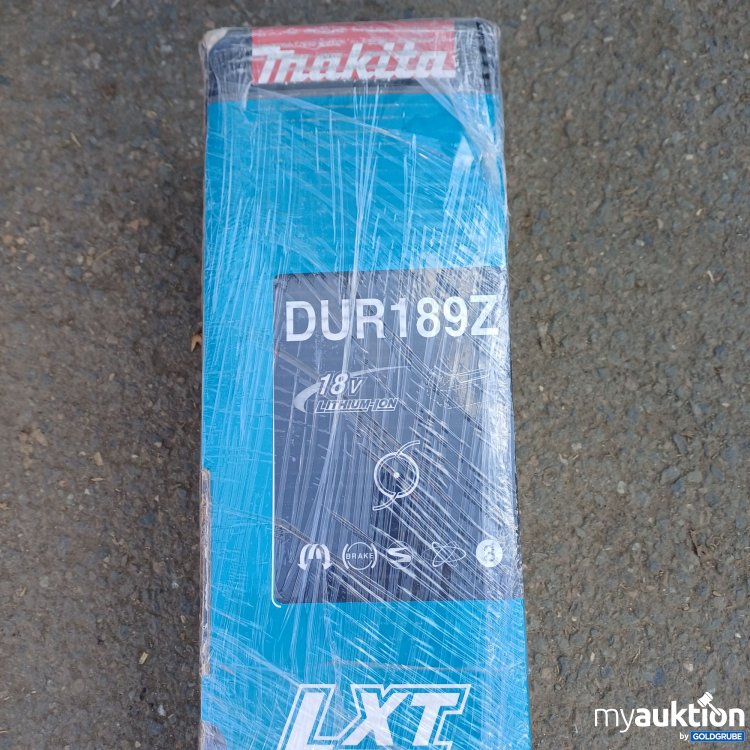 makita
DUR189Z
18V
LITHIUM-ION
BRAKE
LXT
myauktion
by GOLDGRUBE